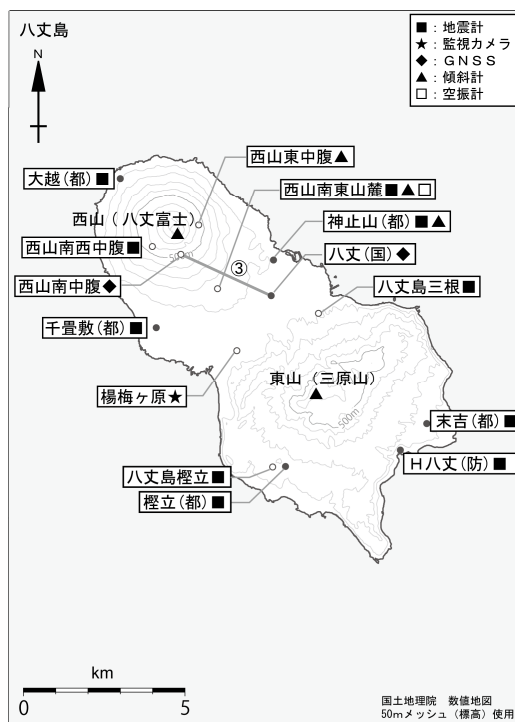 八丈島
N
■：地震計
★：監視カメラ
◆：ＧＮＳＳ
▲：傾斜計
□：空振計
西山東中腹▲
大越(都)■
西山南東山麓■▲□
西山（八丈富士）
神止山(都)■▲
西山南西中腹■
500m
③
八丈(国)◆
西山南中腹◆
八丈島三根■
千畳敷(都)■
東山（三原山）
楊梅ヶ原★
500m
末吉(都)■
Ｈ八丈(防)■
八丈島樫立■
樫立(都)■
km
0 5
国土地理院　数値地図
50ｍメッシュ（標高）使用